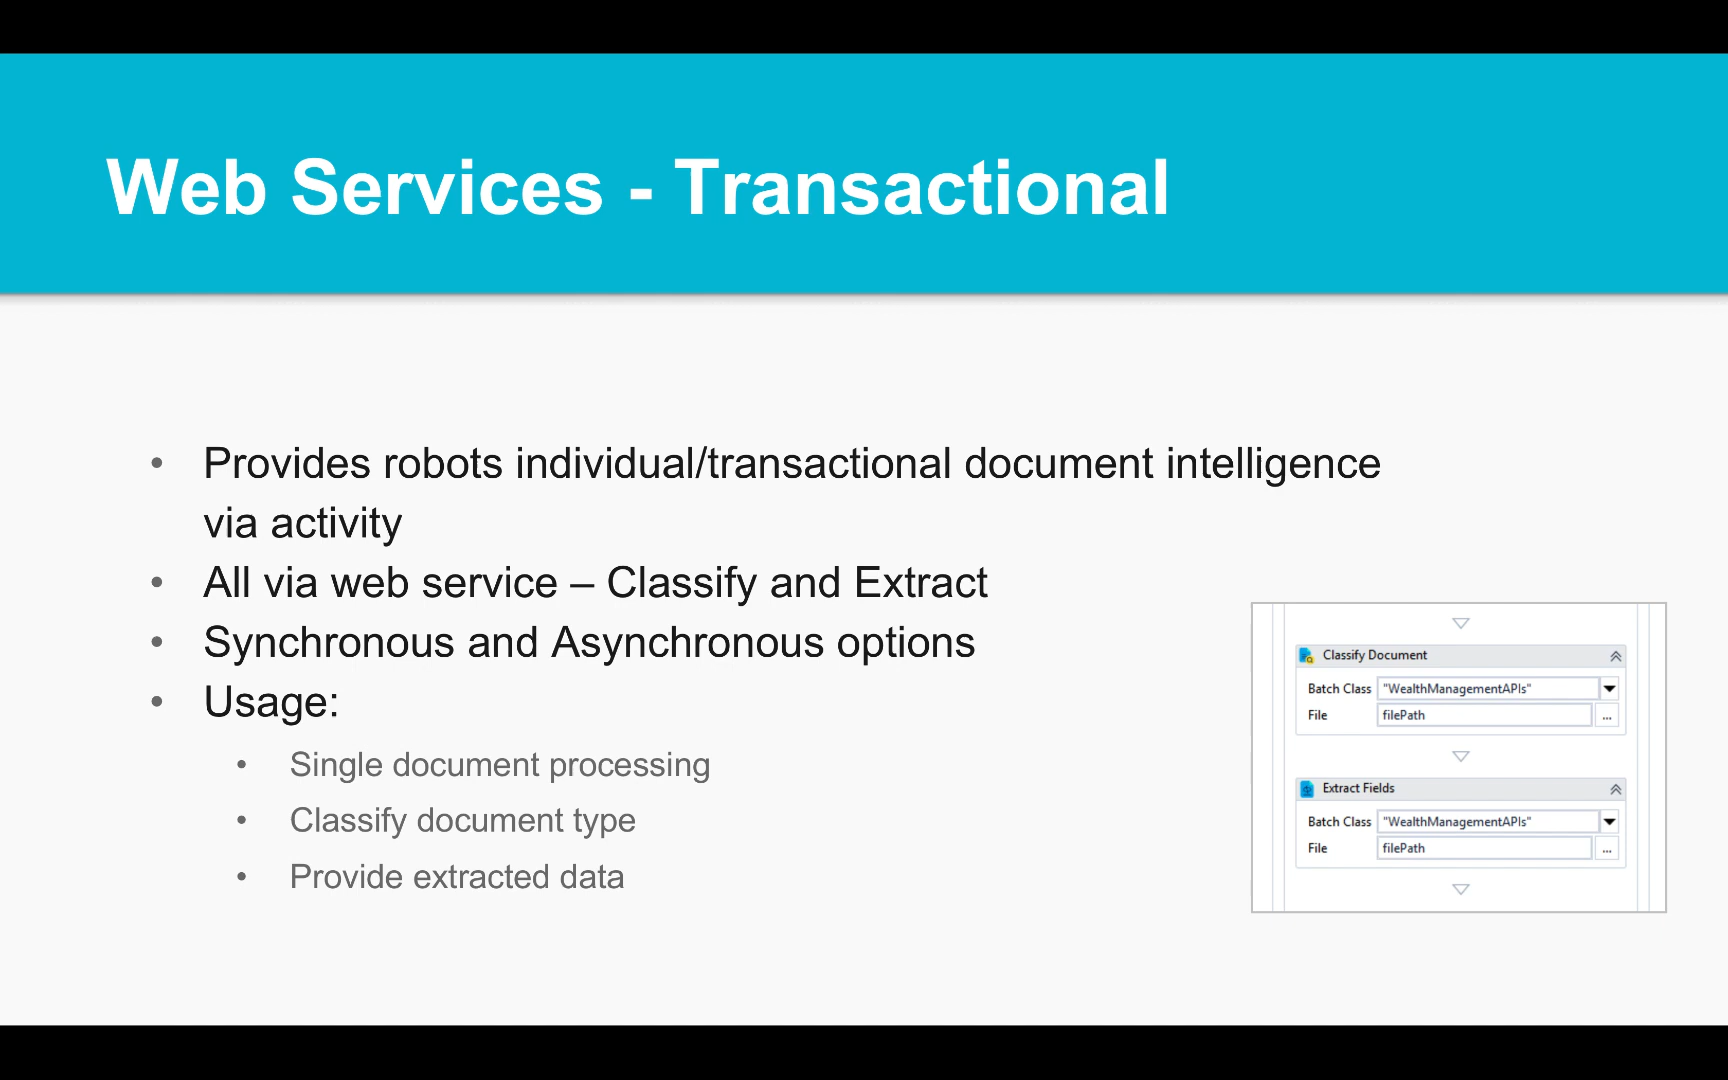 Web Services - Transactional
• Provides robots individual/transactional document intelligence
via activity
• All via web service – Classify and Extract
• Synchronous and Asynchronous options
• Usage:
• Single document processing
• Classify document type
• Provide extracted data
Classify Document
Batch Class "WealthManagementAPIs"
File filePath ...
Extract Fields
Batch Class "WealthManagementAPIs"
File filePath ...